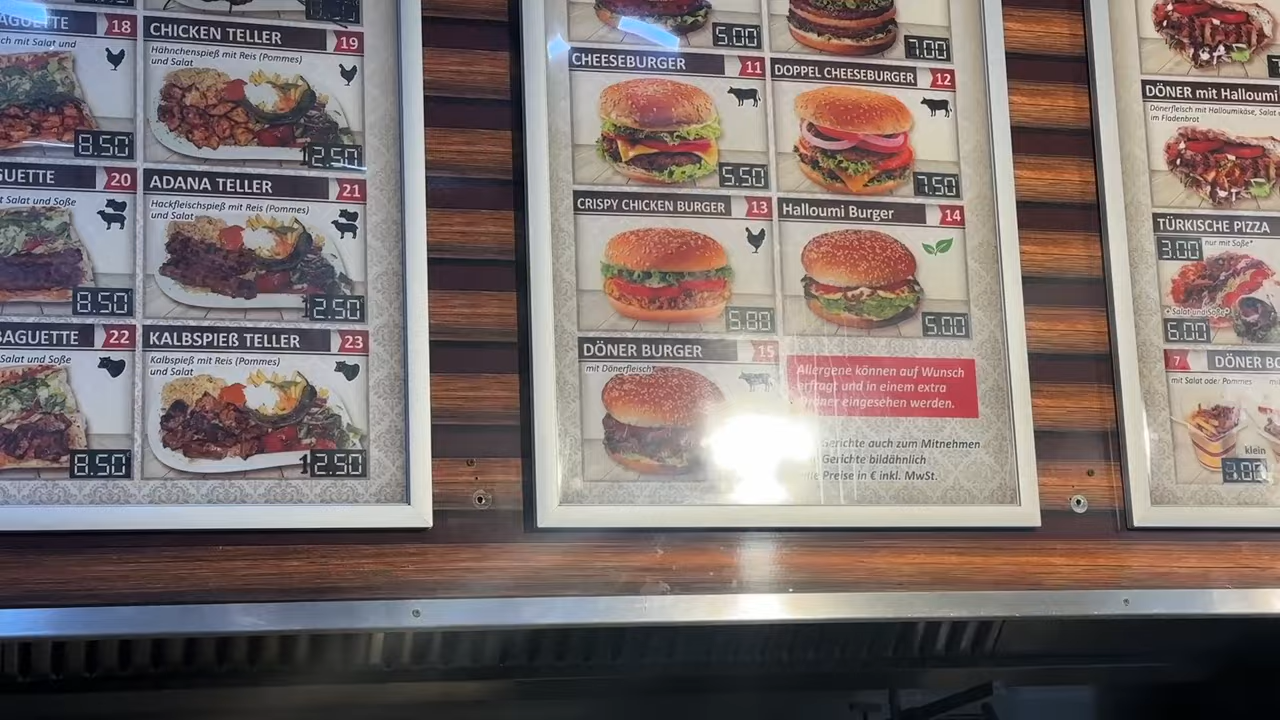 AGUETTE 18
ch mit Salat und
8.50
GUETTE 20
t Salat und Soße
8.50
BAGUETTE 22
Salat und Soße
8.50
CHICKEN TELLER 19
Hähnchenspieß mit Reis (Pommes)
und Salat
12.50
ADANA TELLER 21
Hackfleischspieß mit Reis (Pommes)
und Salat
12.50
KALBSPIEß TELLER 23
Kalbspieß mit Reis (Pommes)
und Salat
12.50
5.00
7.00
CHEESEBURGER 11
5.50
DOPPEL CHEESEBURGER 12
7.50
CRISPY CHICKEN BURGER 13
5.80
Halloumi Burger 14
5.00
DÖNER BURGER 15
mit Dönerfleisch
Allergene können auf Wunsch
erfragt und in einem extra
Ordner eingesehen werden.
Gerichte auch zum Mitnehmen
Gerichte bildähnlich
Preise in € inkl. MwSt.
DÖNER mit Halloumi
Dönerfleisch mit Halloumikäse, Salat
im Fladenbrot
TÜRKISCHE PIZZA
3.00 nur mit Soße*
+ Salat und Soße*
6.00
7 DÖNER BO
mit Salat oder Pommes
klein